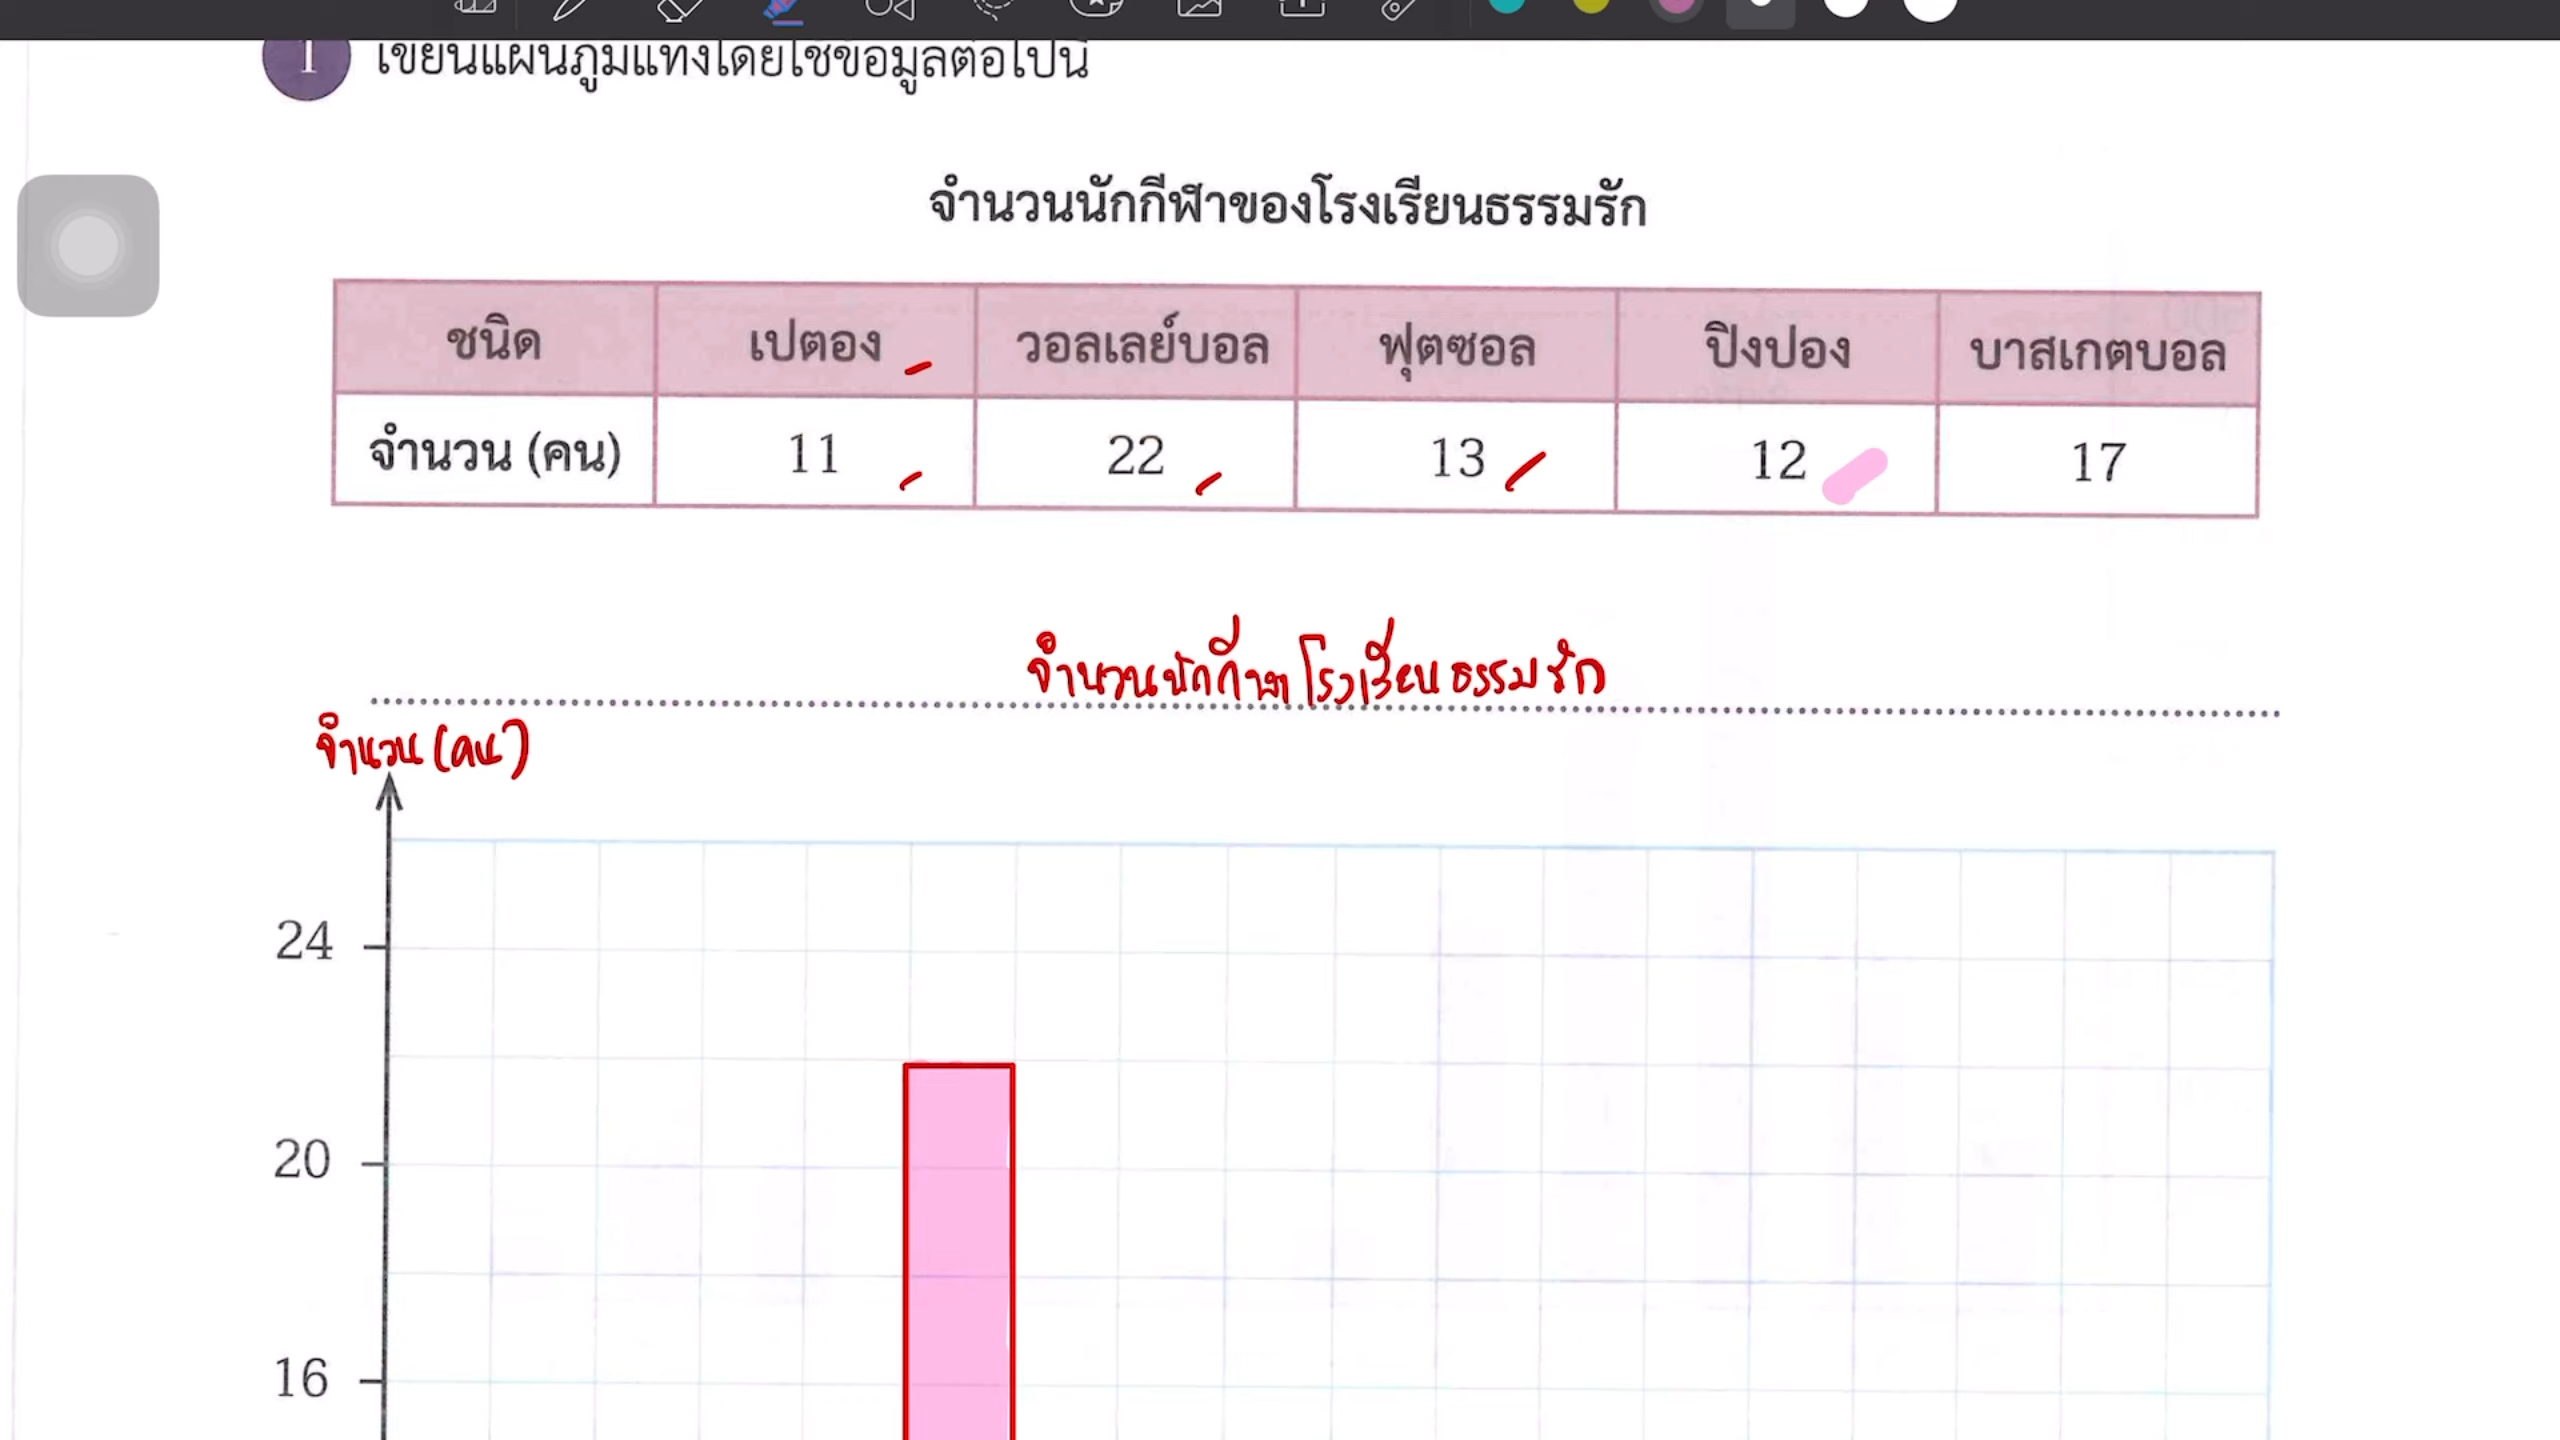 1 เขียนแผนภูมิแท่งโดยใช้ข้อมูลต่อไปนี้
จำนวนนักกีฬาของโรงเรียนธรรมรัก
ชนิด เปตอง วอลเลย์บอล ฟุตซอล ปิงปอง บาสเกตบอล
จำนวน (คน) 11 22 13 12 17
จำนวนนักกีฬาโรงเรียนธรรมรัก
จำนวน (คน)
24
20
16